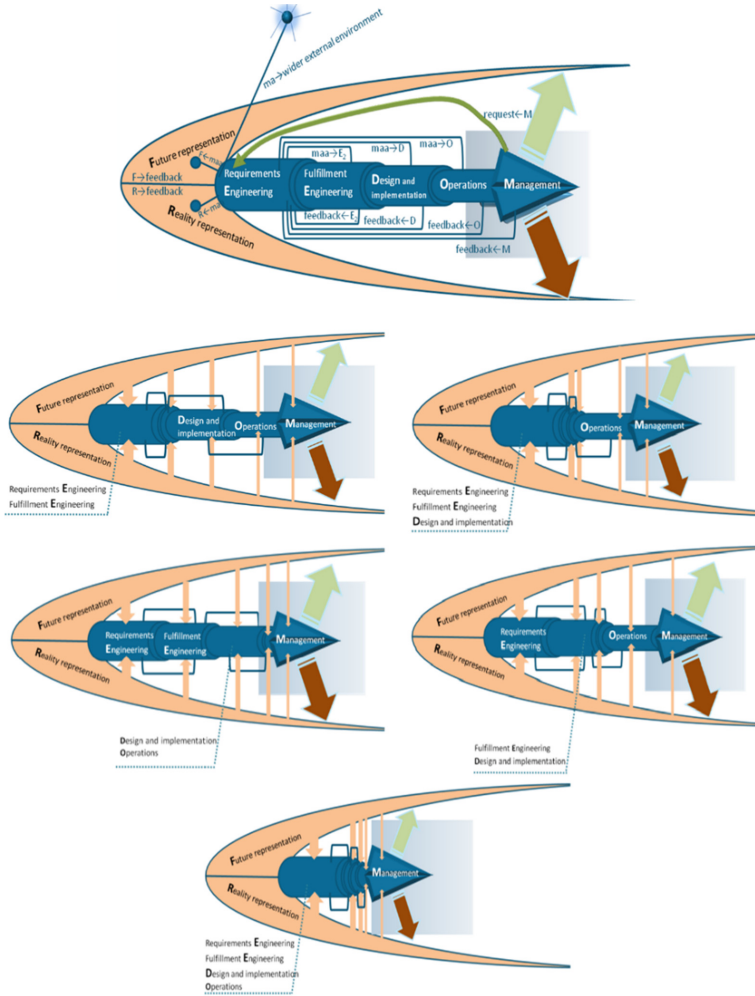 ma→wider external environment
request←M
Future representation
F←maa
maa→E2
maa→D
maa→O
F→feedback
R→feedback
Requirements
Engineering
Fulfillment
Engineering
Design and
implementation
Operations
Management
R←maa
Reality representation
feedback←E2
feedback←D
feedback←O
feedback←M
Future representation
Reality representation
Design and
implementation
Operations
Management
Requirements Engineering
Fulfillment Engineering
Future representation
Reality representation
Operations
Management
Requirements Engineering
Fulfillment Engineering
Design and implementation
Future representation
Reality representation
Requirements
Engineering
Fulfillment
Engineering
Management
Design and implementation
Operations
Future representation
Reality representation
Requirements
Engineering
Operations
Management
Fulfillment Engineering
Design and implementation
Future representation
Reality representation
Management
Requirements Engineering
Fulfillment Engineering
Design and implementation
Operations